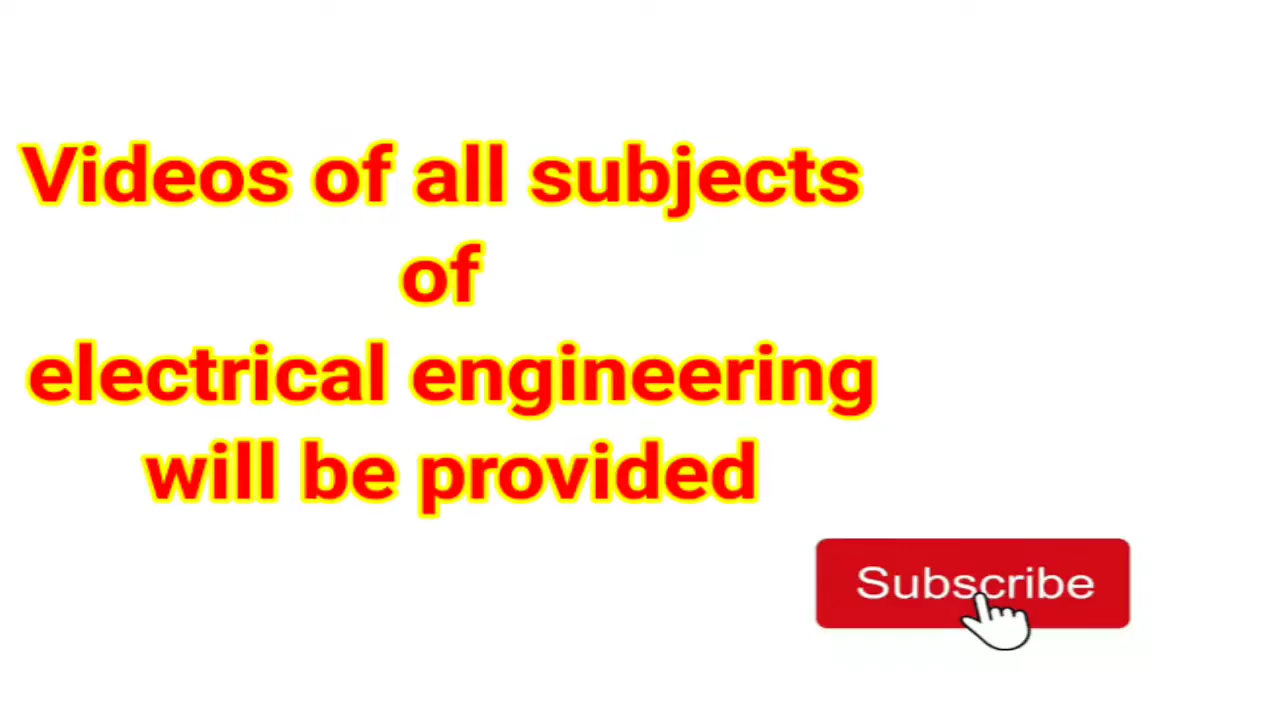 Videos of all subjects
of
electrical engineering
will be provided
Subscribe